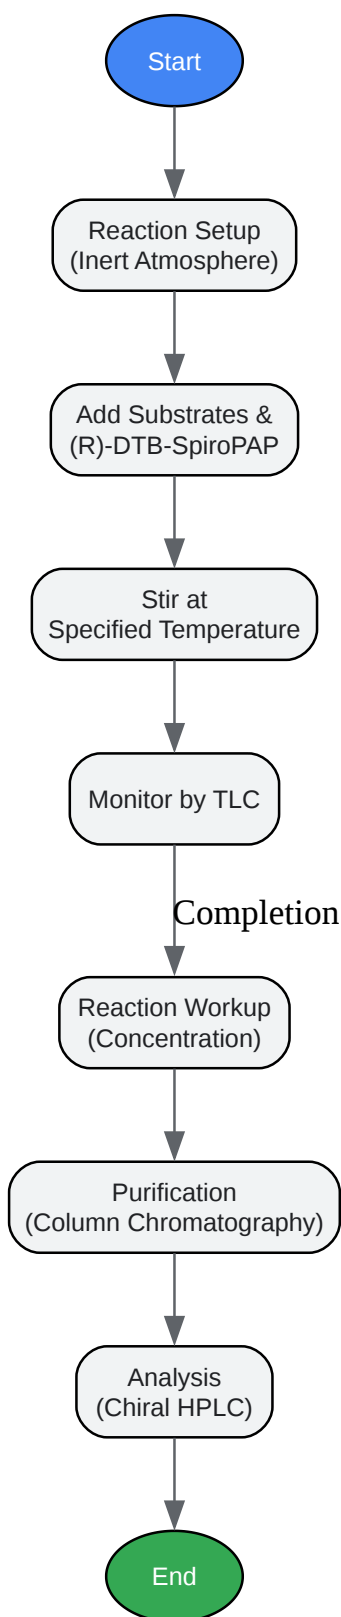 Start
Reaction Setup
(Inert Atmosphere)
Add Substrates &
(R)-DTB-SpiroPAP
Stir at
Specified Temperature
Monitor by TLC
Completion
Reaction Workup
(Concentration)
Purification
(Column Chromatography)
Analysis
(Chiral HPLC)
End